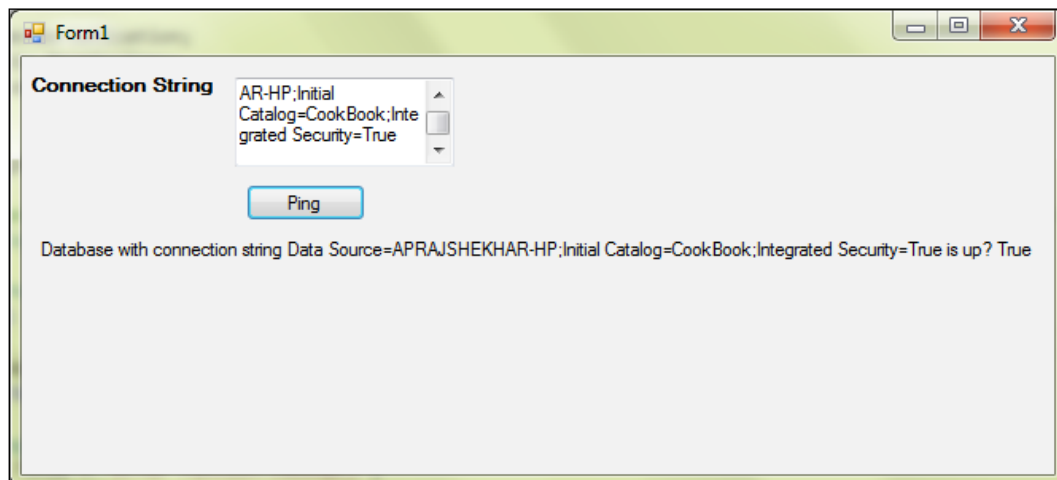 Form1
Connection String
AR-HP;Initial
Catalog=CookBook;Inte
grated Security=True
Ping
Database with connection string Data Source=APRAJSHEKHAR-HP;Initial Catalog=CookBook;Integrated Security=True is up? True